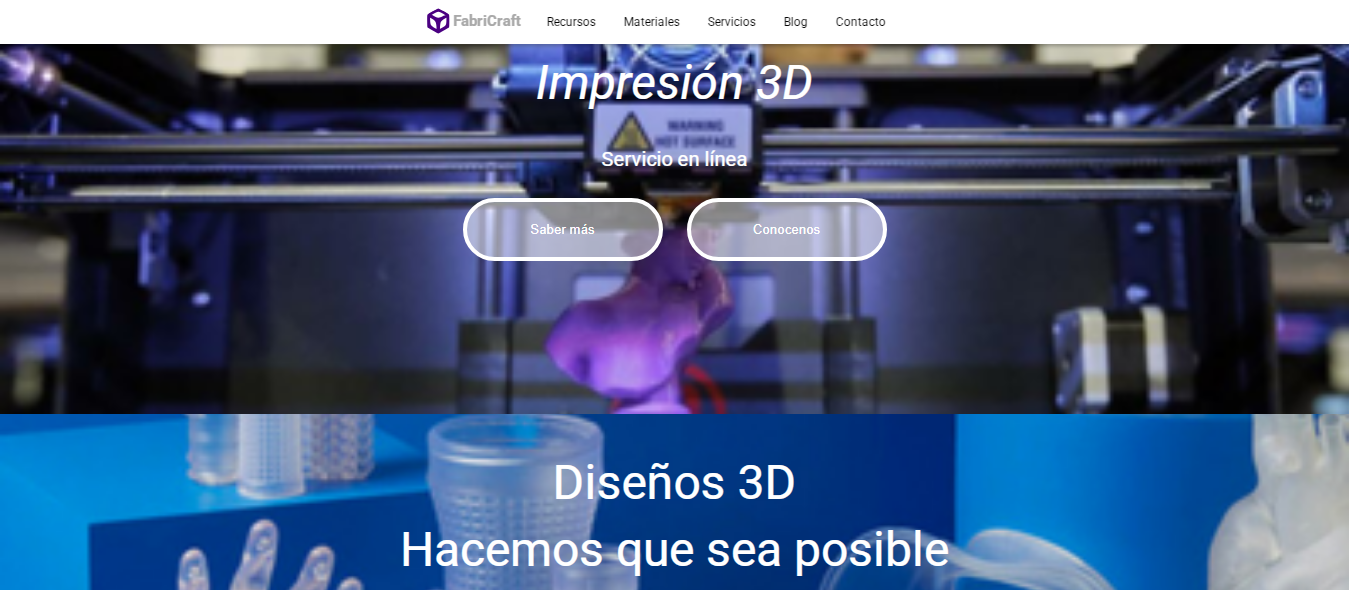 FabriCraft Recursos Materiales Servicios Blog Contacto
Impresión 3D
WARNING
HOT SURFACE
Servicio en línea
Saber más Conocenos
Diseños 3D
Hacemos que sea posible